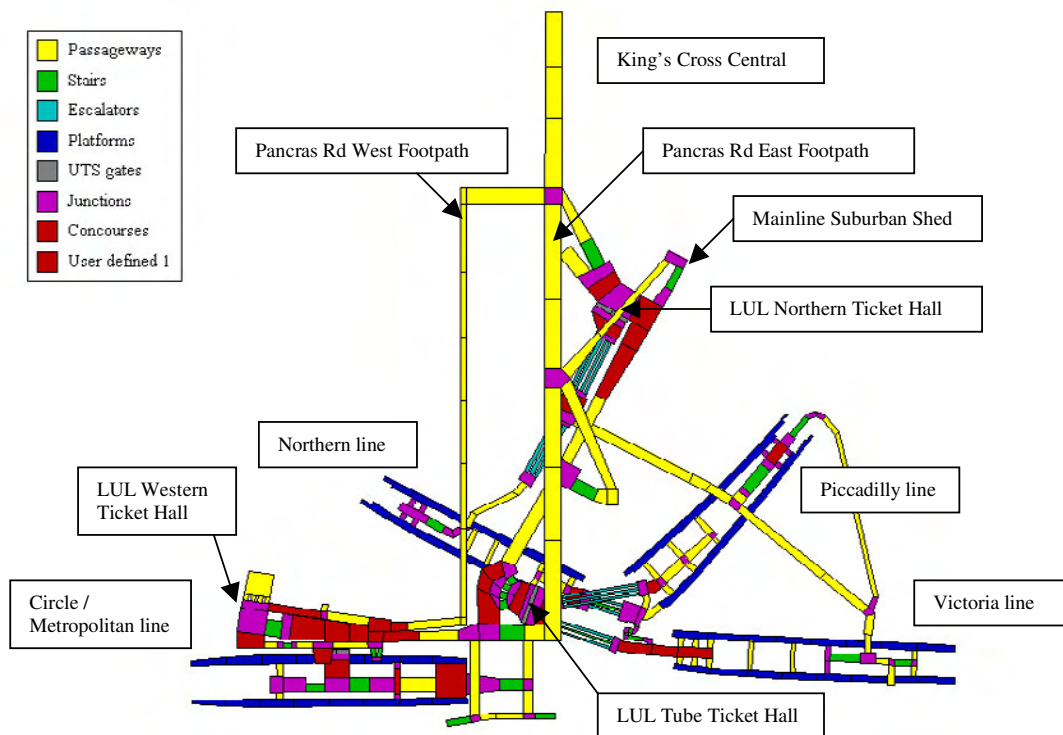 Passageways
Stairs
Escalators
Platforms
UTS gates
Junctions
Concourses
User defined 1
King's Cross Central
Pancras Rd West Footpath
Pancras Rd East Footpath
Mainline Suburban Shed
LUL Northern Ticket Hall
Northern line
LUL Western
Ticket Hall
Piccadilly line
Circle /
Metropolitan line
Victoria line
LUL Tube Ticket Hall